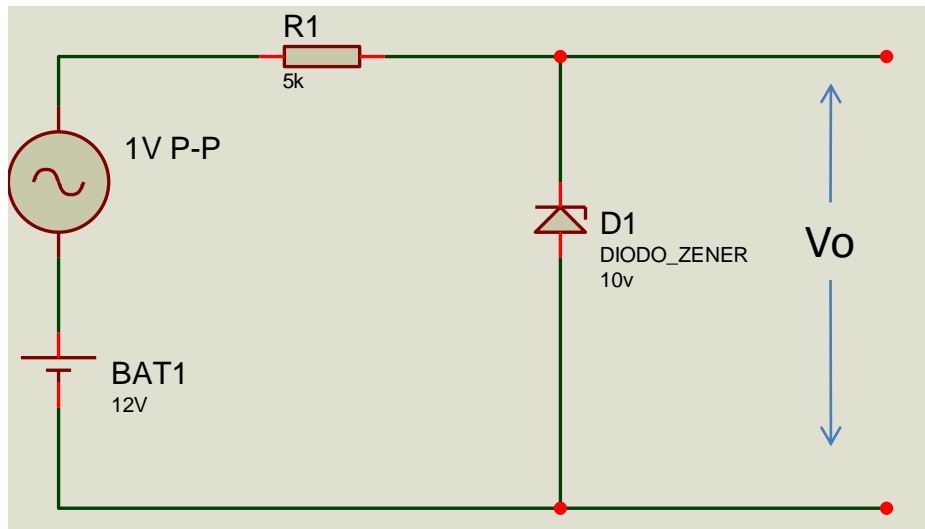 R1
5k
1V P-P
D1
DIODO_ZENER
10v
Vo
BAT1
12V